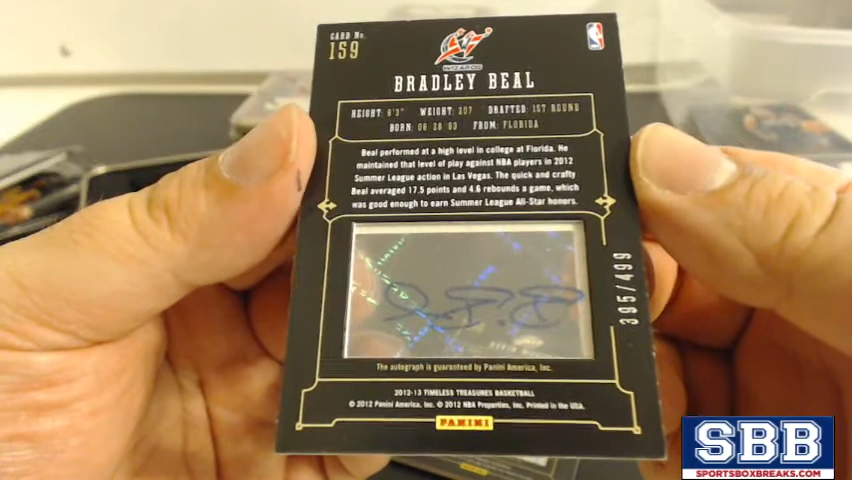 CARD No.
159
WIZARDS
BRADLEY BEAL
HEIGHT: 6'3" WEIGHT: 207 DRAFTED: 1ST ROUND
BORN: 06-28-93 FROM: FLORIDA
Beal performed at a high level in college at Florida. He
maintained that level of play against NBA players in 2012
Summer League action in Las Vegas. The quick and crafty
Beal averaged 17.5 points and 4.6 rebounds a game, which
was good enough to earn Summer League All-Star honors.
395/499
The autograph is guaranteed by Panini America, Inc.
2012-13 TIMELESS TREASURES BASKETBALL
© 2012 Panini America, Inc. © 2012 NBA Properties, Inc. Printed in the USA.
PANINI
SBB
SPORTSBOXBREAKS.COM